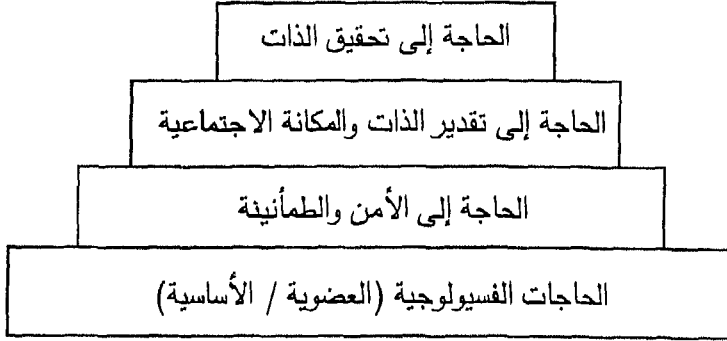 الحاجة إلى تحقيق الذات
الحاجة إلى تقدير الذات والمكانة الاجتماعية
الحاجة إلى الأمن والطمأنينة
الحاجات الفسيولوجية (العضوية / الأساسية)